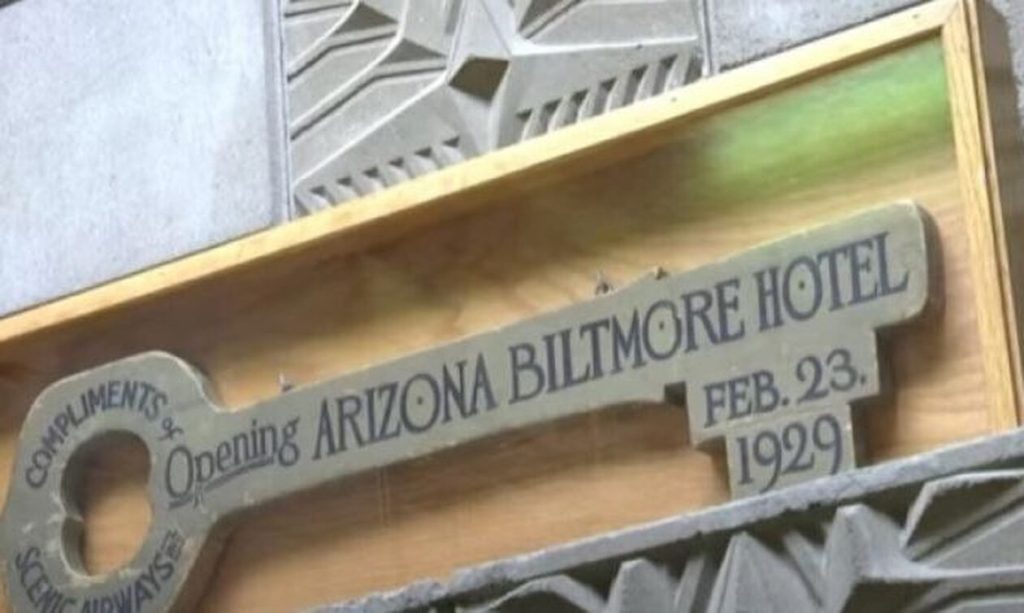 COMPLIMENTS of
SCENIC AIRWAYS INC
Opening ARIZONA BILTMORE HOTEL
FEB. 23.
1929